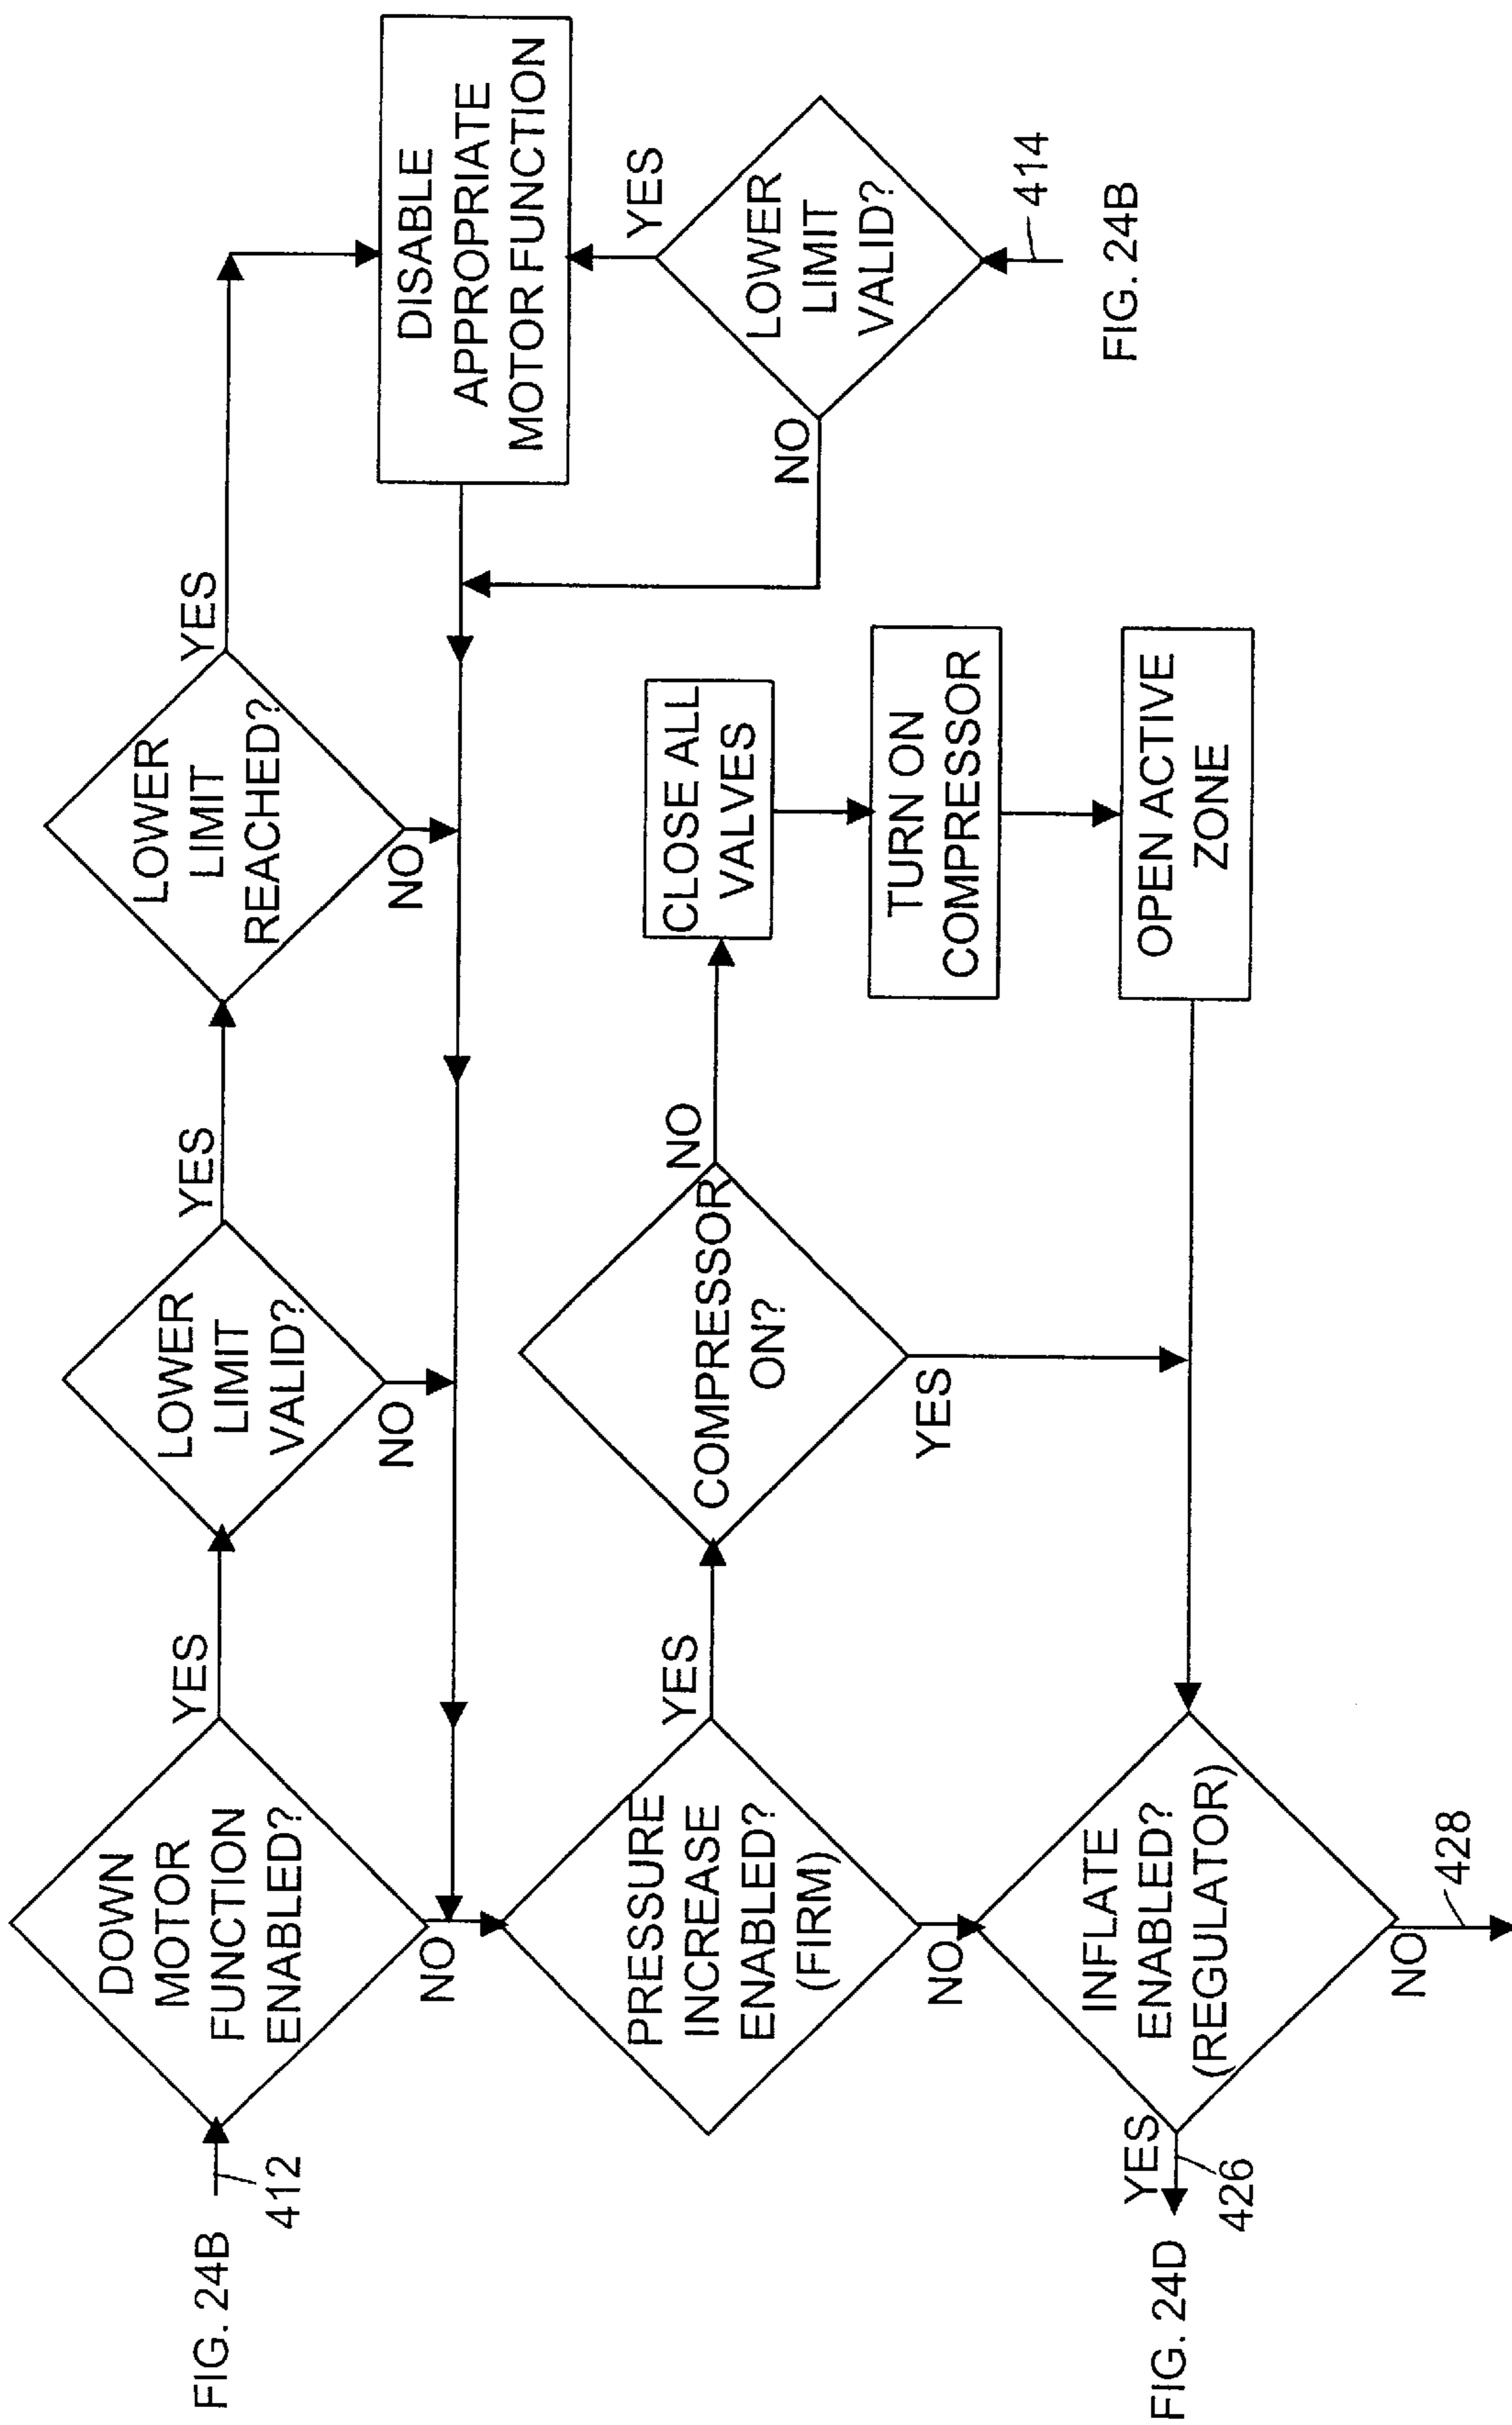 FIG. 24B
412
DOWN
MOTOR
FUNCTION
ENABLED?
YES
NO
LOWER
LIMIT
VALID?
YES
NO
LOWER
LIMIT
REACHED?
YES
NO
DISABLE
APPROPRIATE
MOTOR FUNCTION
YES
LOWER
LIMIT
VALID?
NO
414
FIG. 24B
PRESSURE
INCREASE
ENABLED?
(FIRM)
YES
NO
COMPRESSOR
ON?
NO
YES
CLOSE ALL
VALVES
TURN ON
COMPRESSOR
OPEN ACTIVE
ZONE
INFLATE
ENABLED?
(REGULATOR)
YES
426
FIG. 24D
NO
428